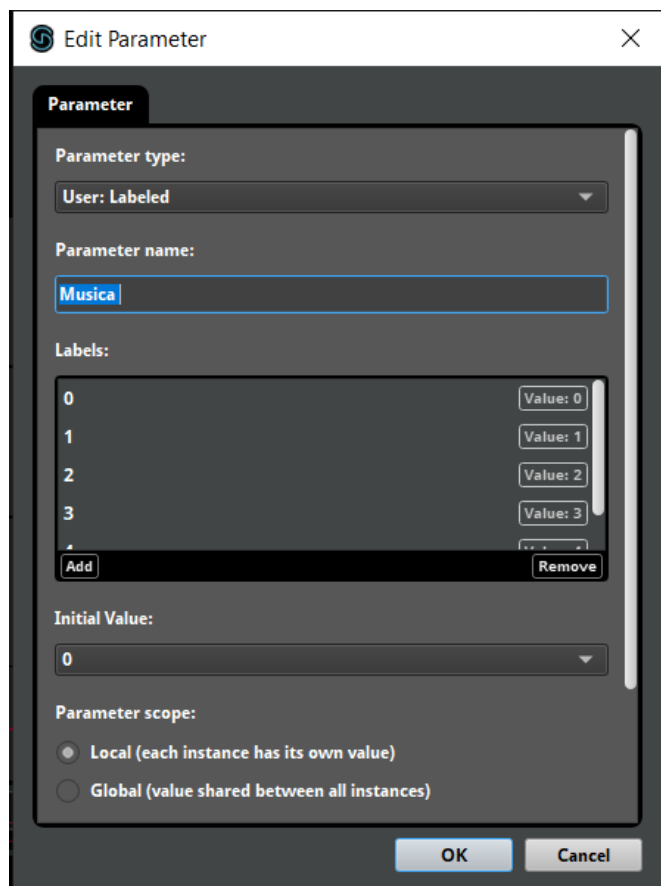 Edit Parameter
Parameter
Parameter type:
User: Labeled
Parameter name:
Musica
Labels:
0 Value: 0
1 Value: 1
2 Value: 2
3 Value: 3
Add Remove
Initial Value:
0
Parameter scope:
Local (each instance has its own value)
Global (value shared between all instances)
OK Cancel